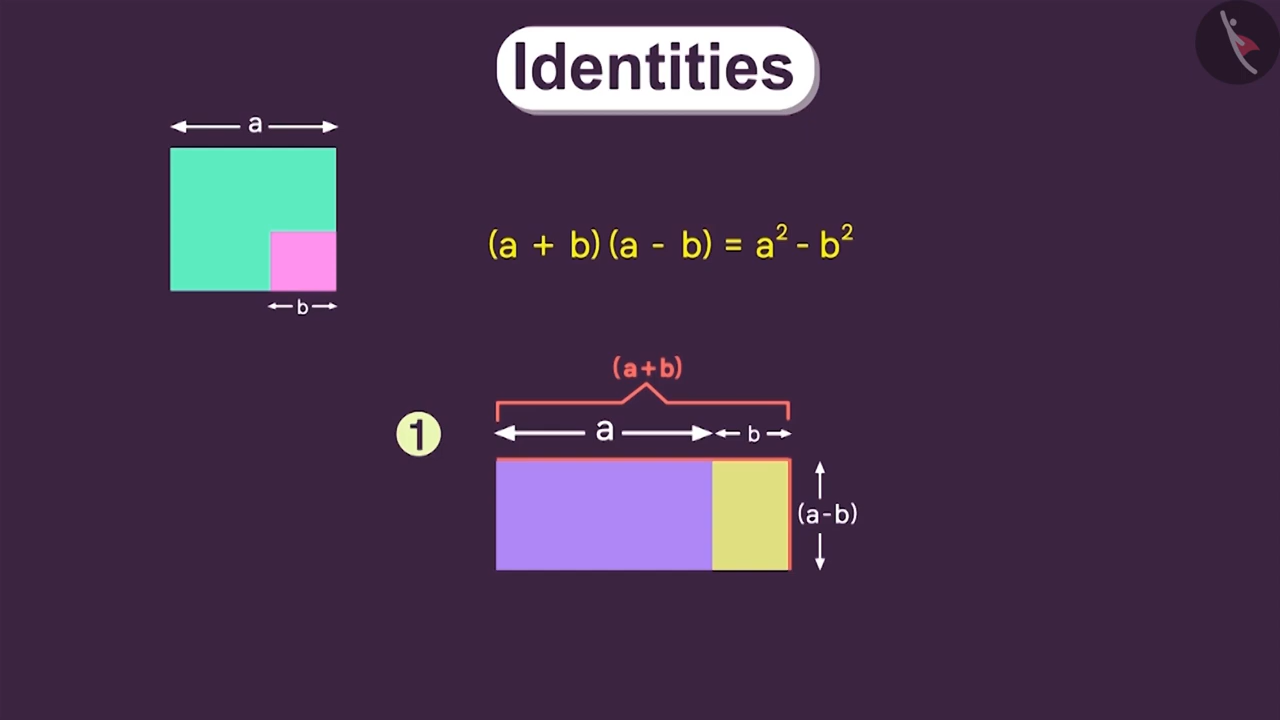 Identities
a
(a + b) (a - b) = a² - b²
b
(a+b)
1
a
b
(a-b)